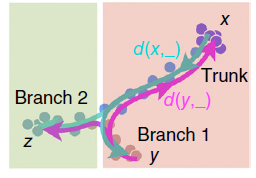 x
d(x,_)
Trunk
d(y,_)
Branch 2
Branch 1
z
y